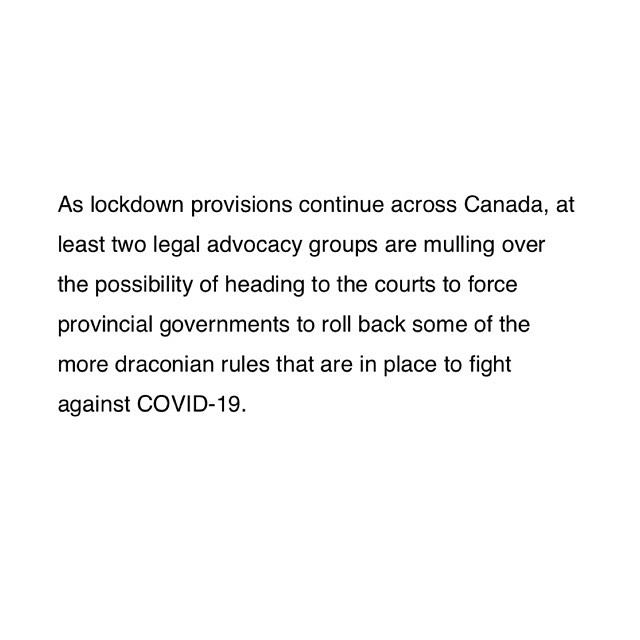 As lockdown provisions continue across Canada, at
least two legal advocacy groups are mulling over
the possibility of heading to the courts to force
provincial governments to roll back some of the
more draconian rules that are in place to fight
against COVID-19.